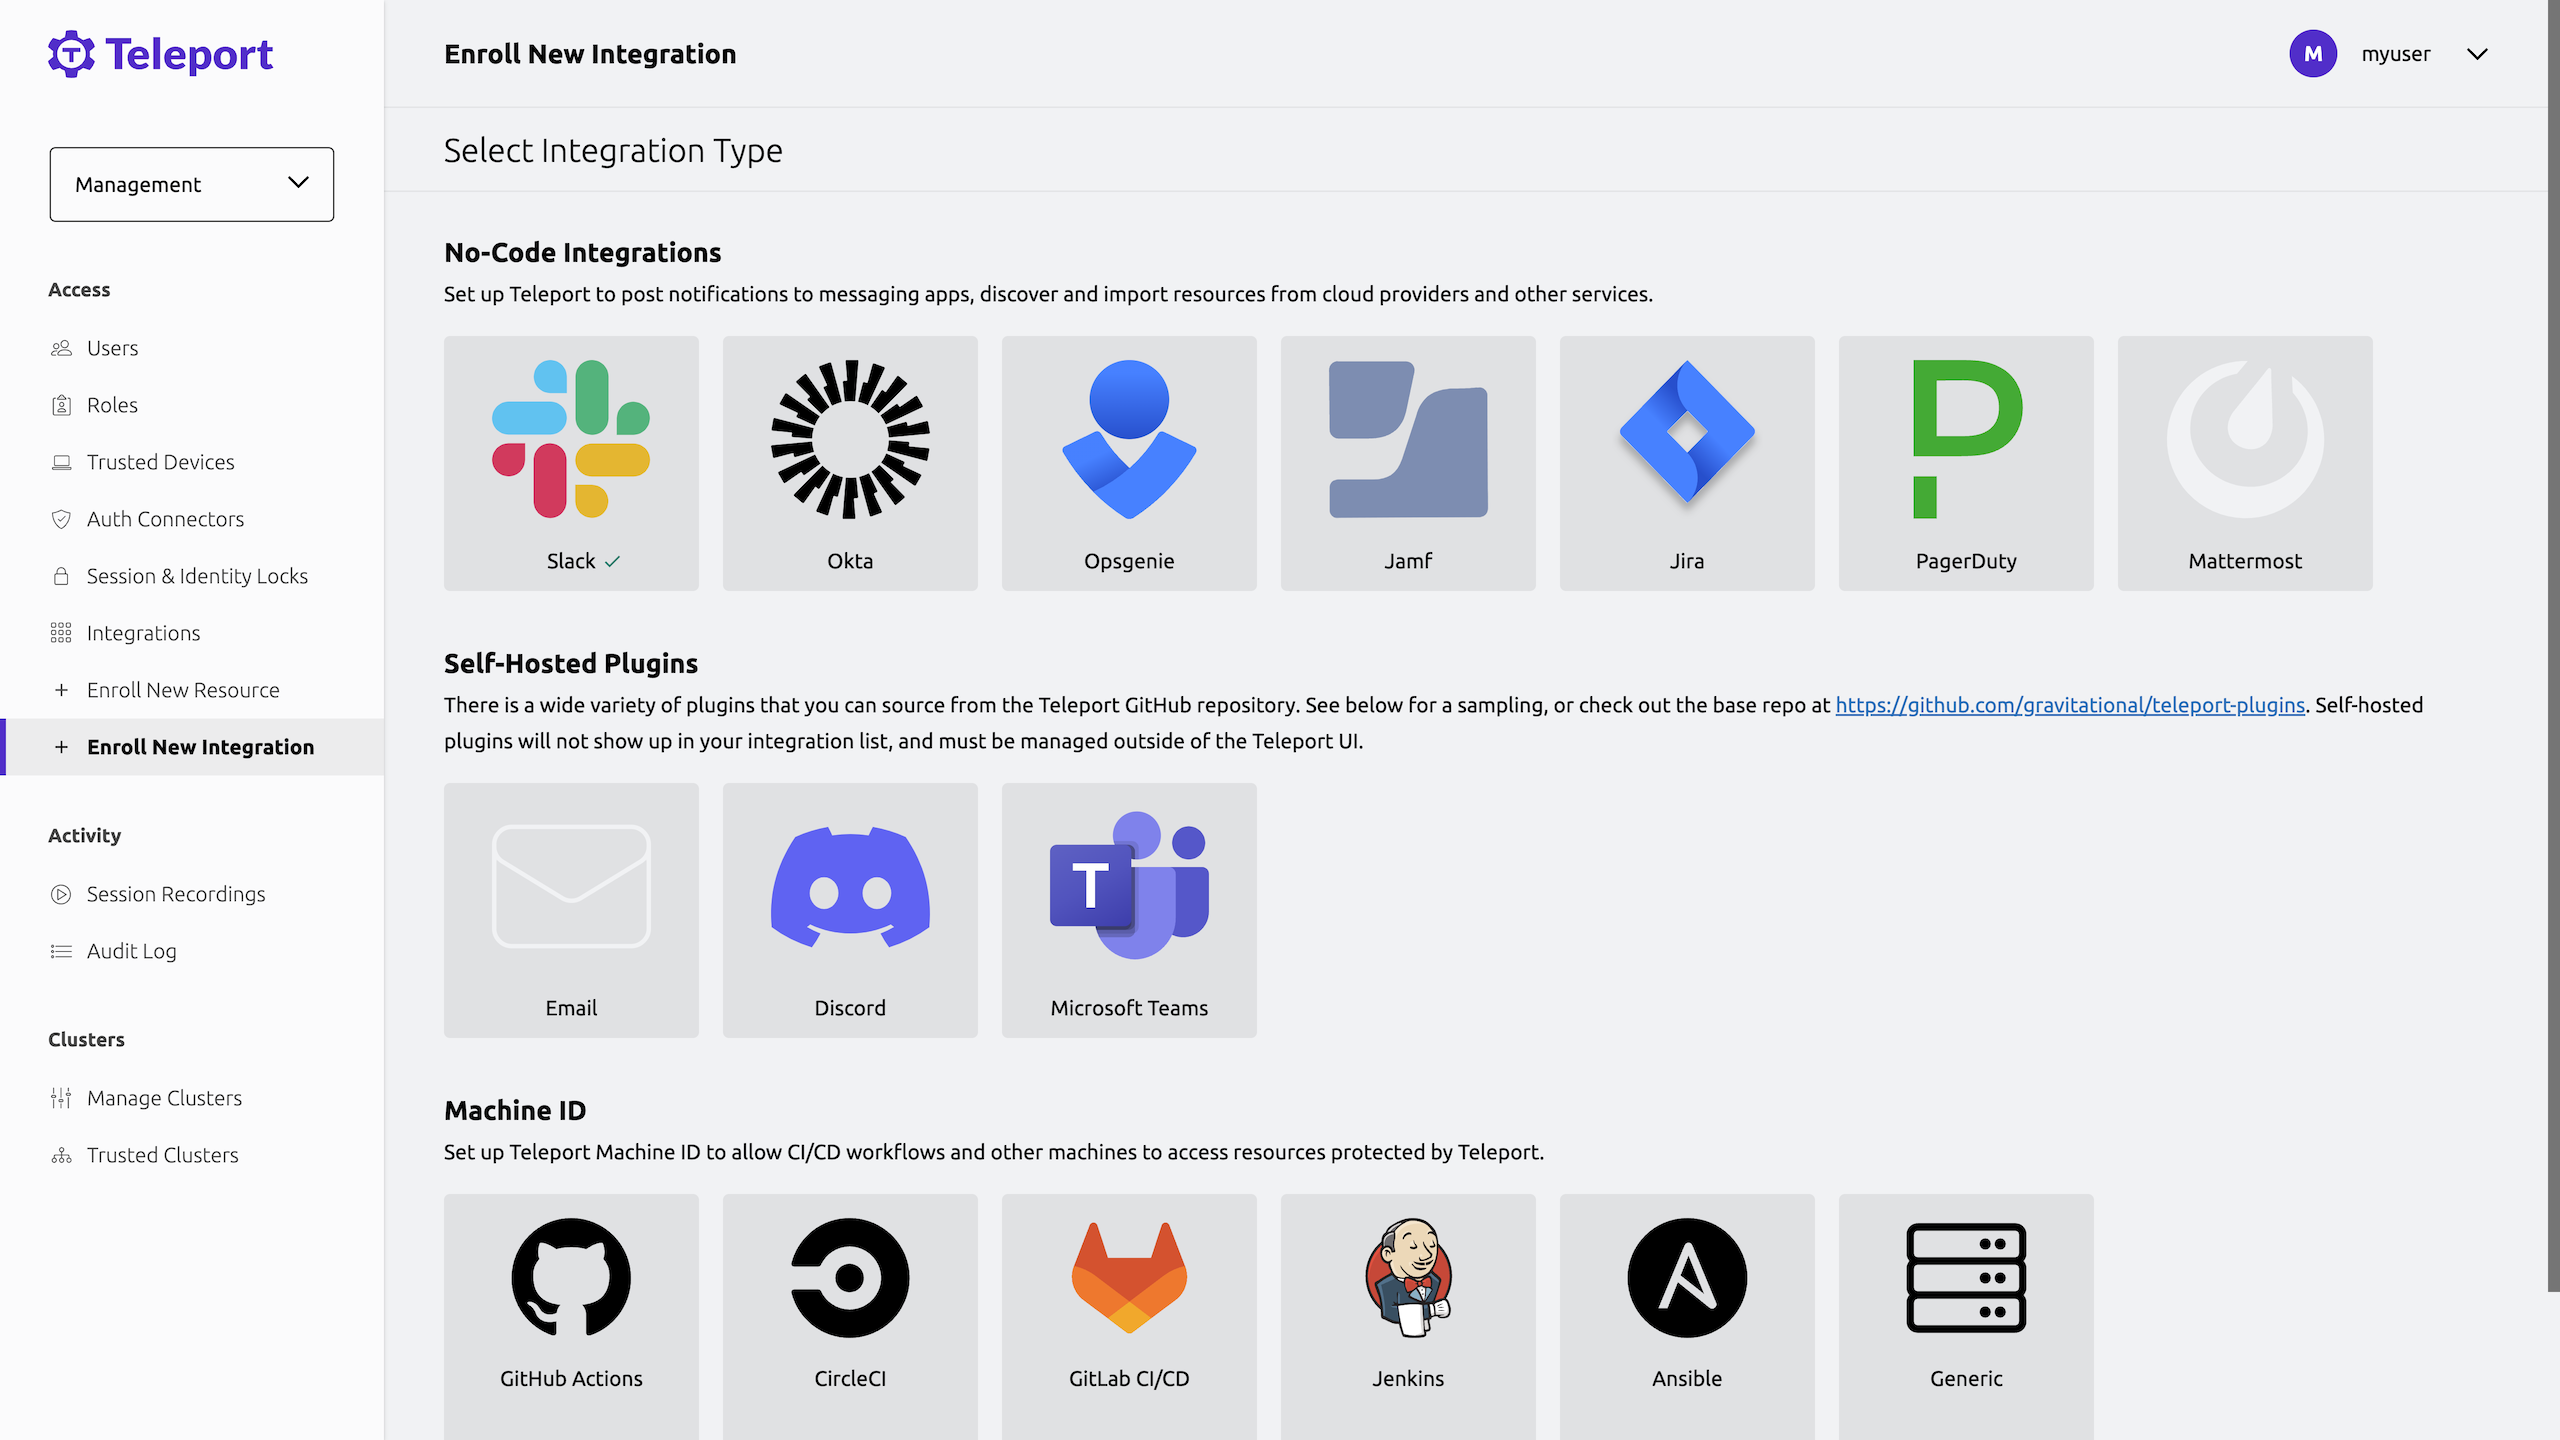 Teleport
Enroll New Integration
M myuser
Management
Select Integration Type
Access
Users
Roles
Trusted Devices
Auth Connectors
Session & Identity Locks
Integrations
Enroll New Resource
Enroll New Integration
Activity
Session Recordings
Audit Log
Clusters
Manage Clusters
Trusted Clusters
No-Code Integrations
Set up Teleport to post notifications to messaging apps, discover and import resources from cloud providers and other services.
Slack
Okta
Opsgenie
Jamf
Jira
PagerDuty
Mattermost
Self-Hosted Plugins
There is a wide variety of plugins that you can source from the Teleport GitHub repository. See below for a sampling, or check out the base repo at https://github.com/gravitational/teleport-plugins. Self-hosted
plugins will not show up in your integration list, and must be managed outside of the Teleport UI.
Email
Discord
T
Microsoft Teams
Machine ID
Set up Teleport Machine ID to allow CI/CD workflows and other machines to access resources protected by Teleport.
GitHub Actions
CircleCI
GitLab CI/CD
Jenkins
Ansible
Generic